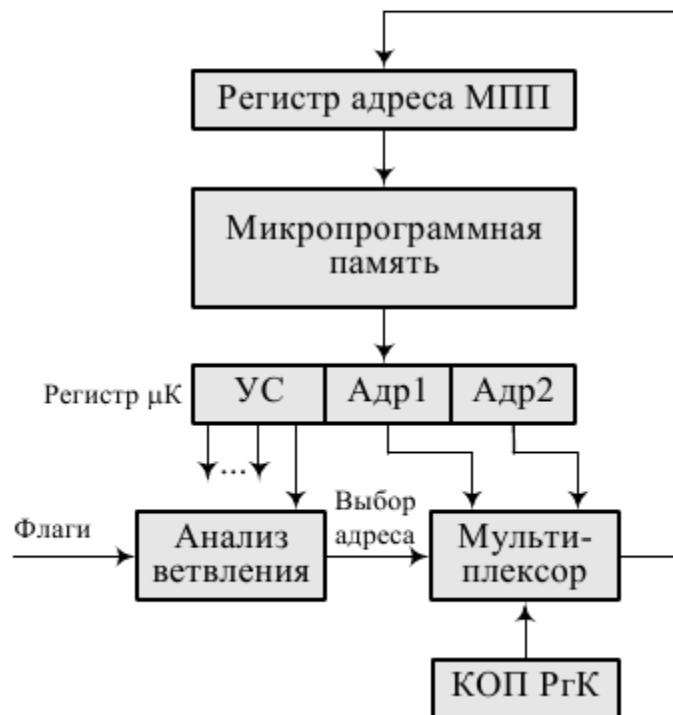 Регистр адреса МПП
Микропрограммная
память
Регистр μК
УС
Адр1
Адр2
...
Флаги
Анализ
ветвления
Выбор
адреса
Мульти-
плексор
КОП РгК